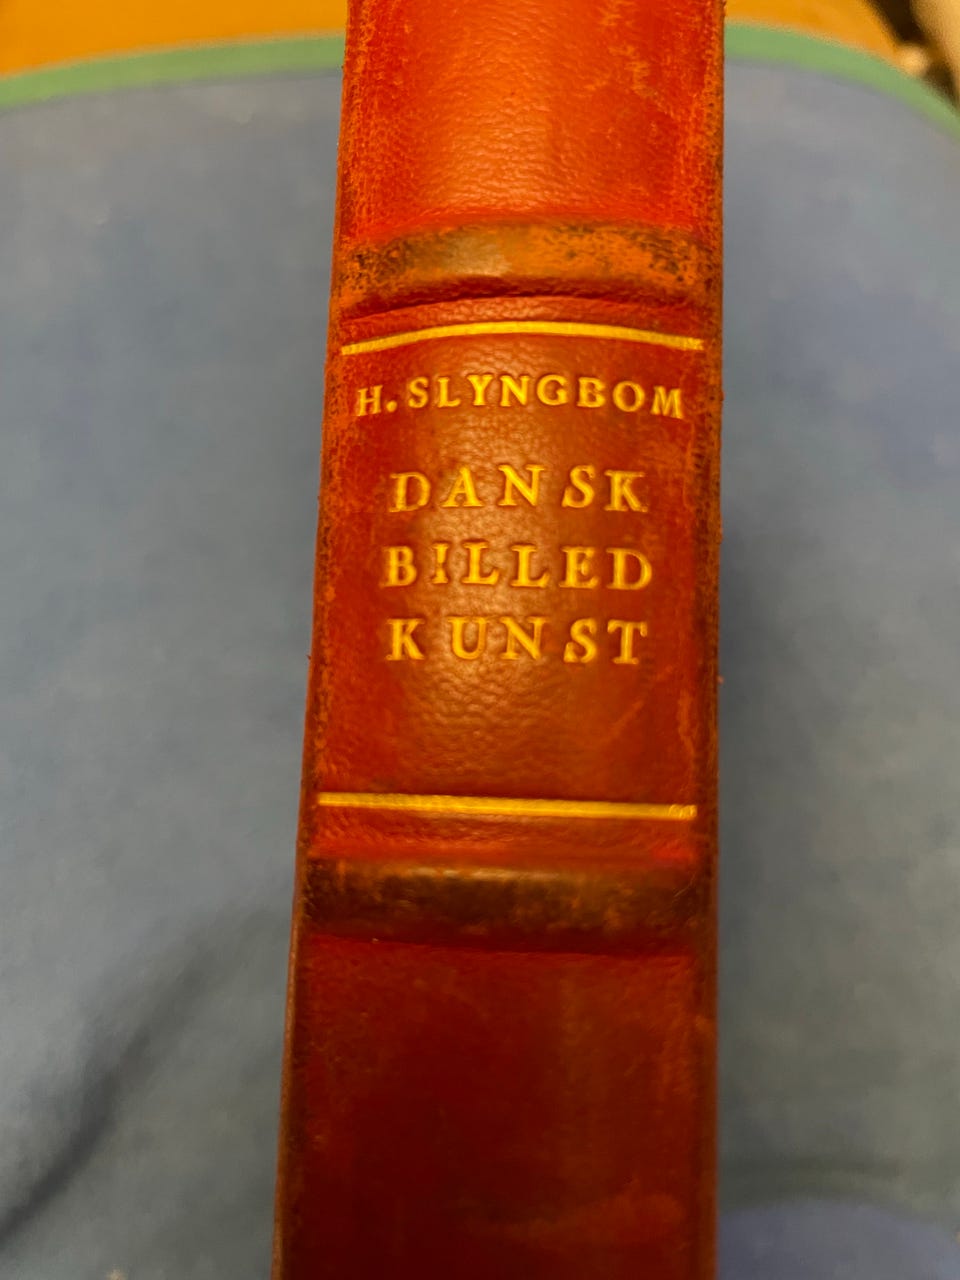 H. SLYNGBOM
DANSK
BILLED
KUNST